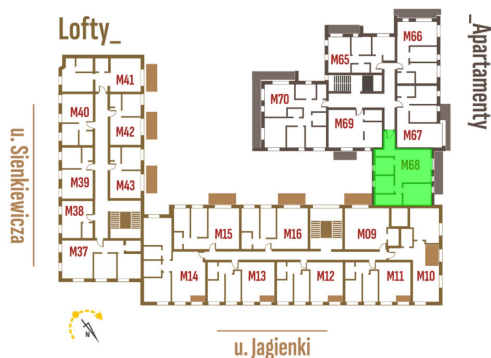 Lofty_
_Apartamenty
M66
M65
M41
M70
M40
M42
M69
M67
M68
M39
M43
M38
M15
M16
M09
M37
M14
M13
M12
M11
M10
u. Sienkiewicza
N
u. Jagienki